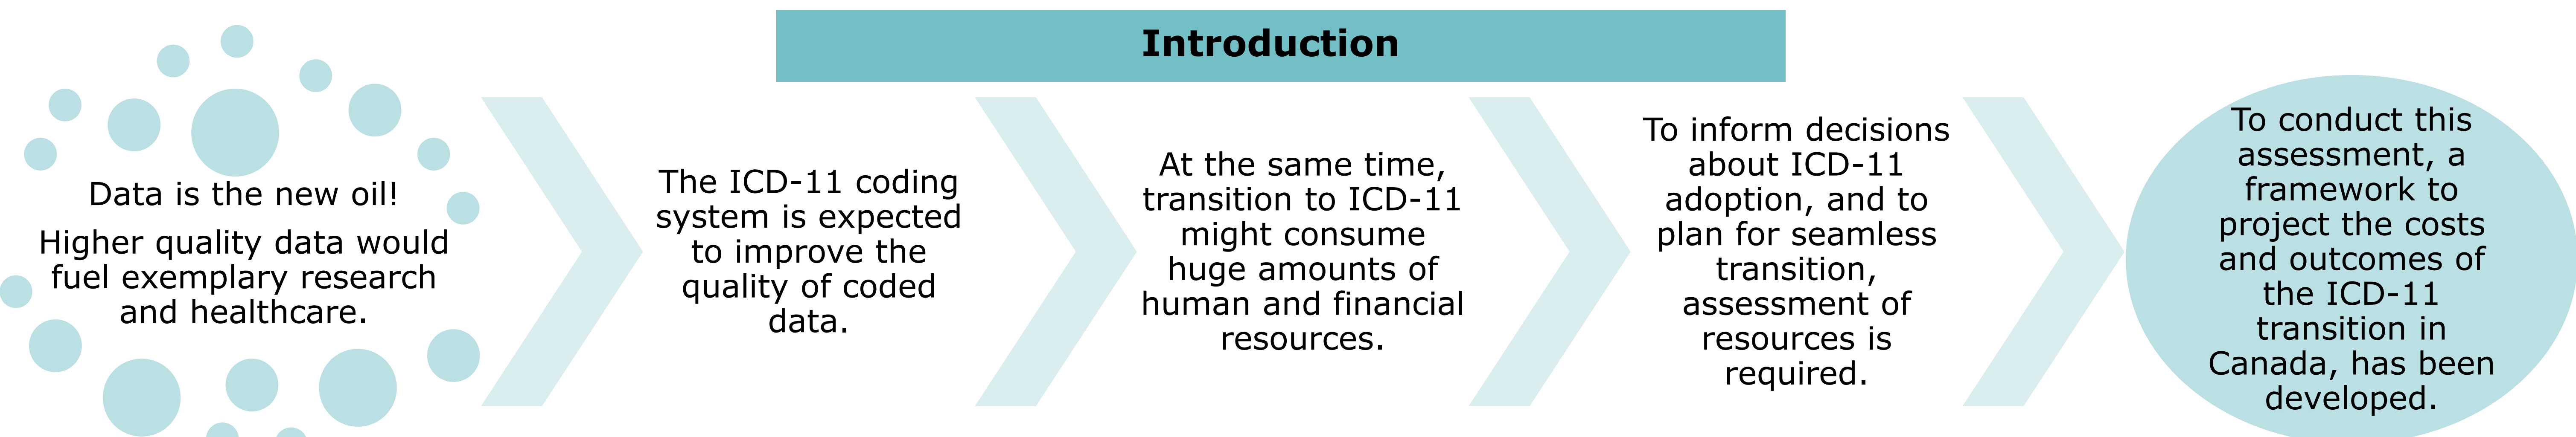 Introduction
Data is the new oil!
Higher quality data would
fuel exemplary research
and healthcare.
The ICD-11 coding
system is expected
to improve the
quality of coded
data.
At the same time,
transition to ICD-11
might consume
huge amounts of
human and financial
resources.
To inform decisions
about ICD-11
adoption, and to
plan for seamless
transition,
assessment of
resources is
required.
To conduct this
assessment, a
framework to
project the costs
and outcomes of
the ICD-11
transition in
Canada, has been
developed.